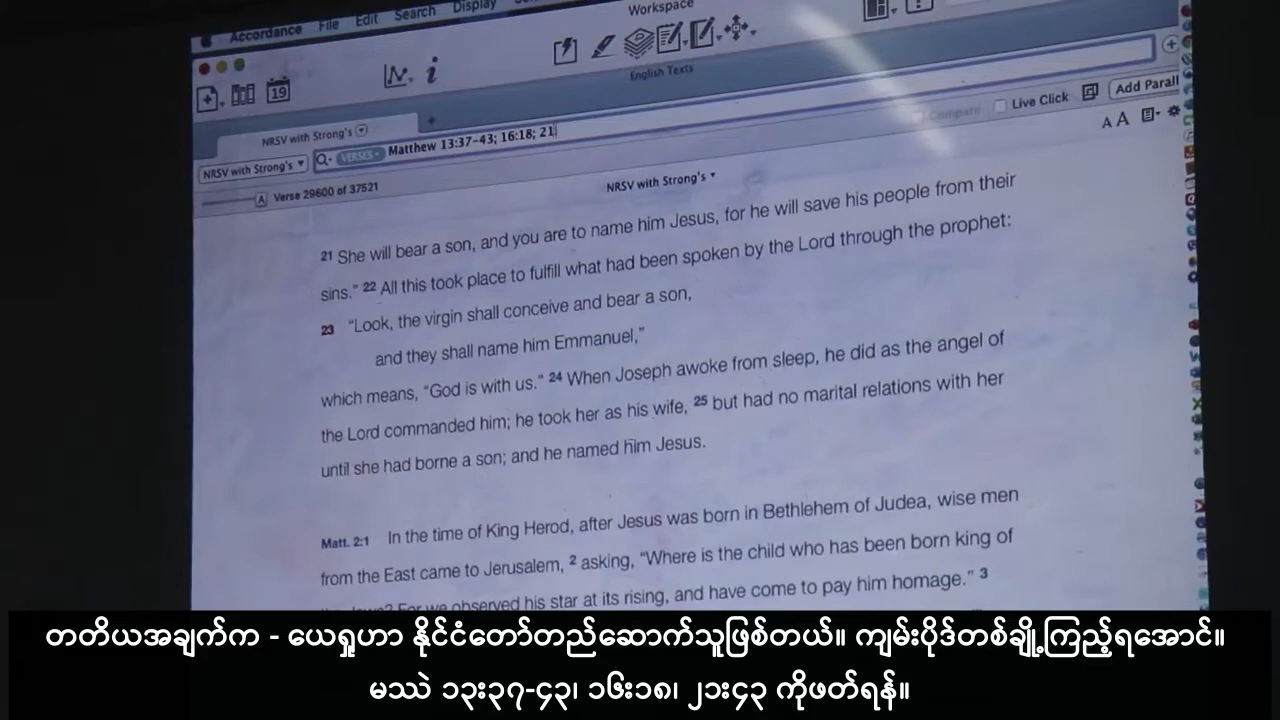 Accordance File Edit Search Display
Workspace
19
English Texts
NRSV with Strong's
Compare Live Click Add Parall
NRSV with Strong's VERSES Matthew 13:37-43; 16:18; 21
A A
A Verse 29600 of 37521
NRSV with Strong's
21 She will bear a son, and you are to name him Jesus, for he will save his people from their
sins.” 22 All this took place to fulfill what had been spoken by the Lord through the prophet:
23 “Look, the virgin shall conceive and bear a son,
and they shall name him Emmanuel,”
which means, “God is with us.” 24 When Joseph awoke from sleep, he did as the angel of
the Lord commanded him; he took her as his wife, 25 but had no marital relations with her
until she had borne a son; and he named him Jesus.
Matt. 2:1 In the time of King Herod, after Jesus was born in Bethlehem of Judea, wise men
from the East came to Jerusalem, 2 asking, “Where is the child who has been born king of
For we observed his star at its rising, and have come to pay him homage.” 3
တတိယအချက်က - ယေရှုဟာ နိုင်ငံတော်တည်ဆောက်သူဖြစ်တယ်။ ကျမ်းပိုဒ်တစ်ချို့ကြည့်ရအောင်။
မဿဲ ၁၃း၃၇-၄၃၊ ၁၆း၁၈၊ ၂၁း၄၃ ကိုဖတ်ရန်။